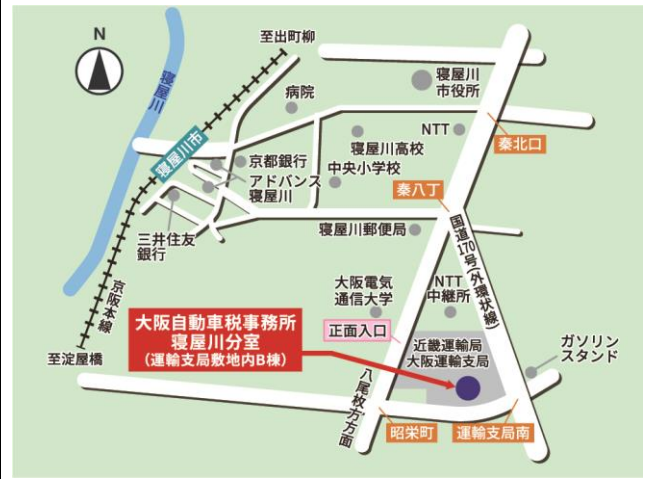 N
至出町柳
寝屋川
病院
寝屋川
市役所
寝屋川市
京都銀行
アドバンス
寝屋川
寝屋川高校
中央小学校
NTT
秦北口
秦八丁
三井住友
銀行
寝屋川郵便局
国道170号(外環状線)
京阪本線
大阪電気
通信大学
NTT
中継所
大阪自動車税事務所
寝屋川分室
(運輸支局敷地内B棟)
正面入口
近畿運輸局
大阪運輸支局
ガソリン
スタンド
至淀屋橋
八尾枚方方面
昭栄町
運輸支局南